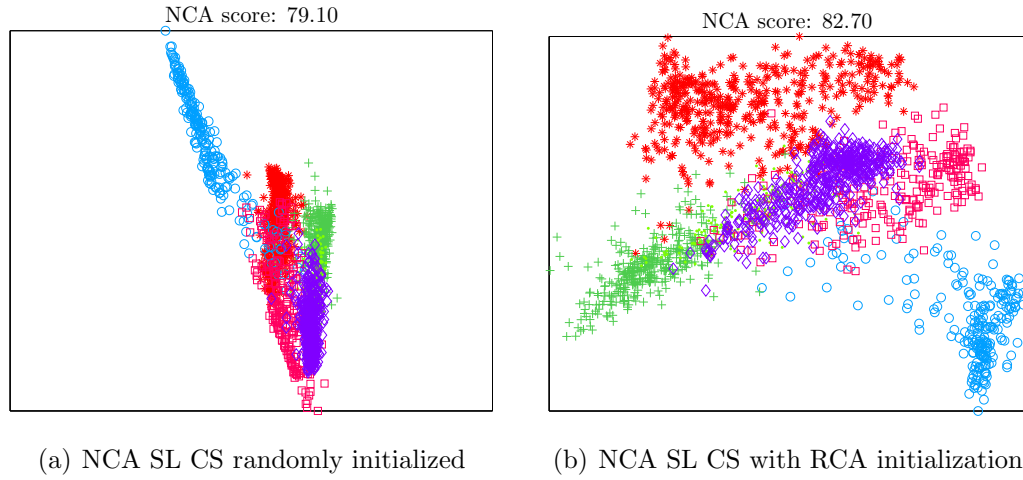 NCA score: 79.10
NCA score: 82.70
(a) NCA SL CS randomly initialized
(b) NCA SL CS with RCA initialization